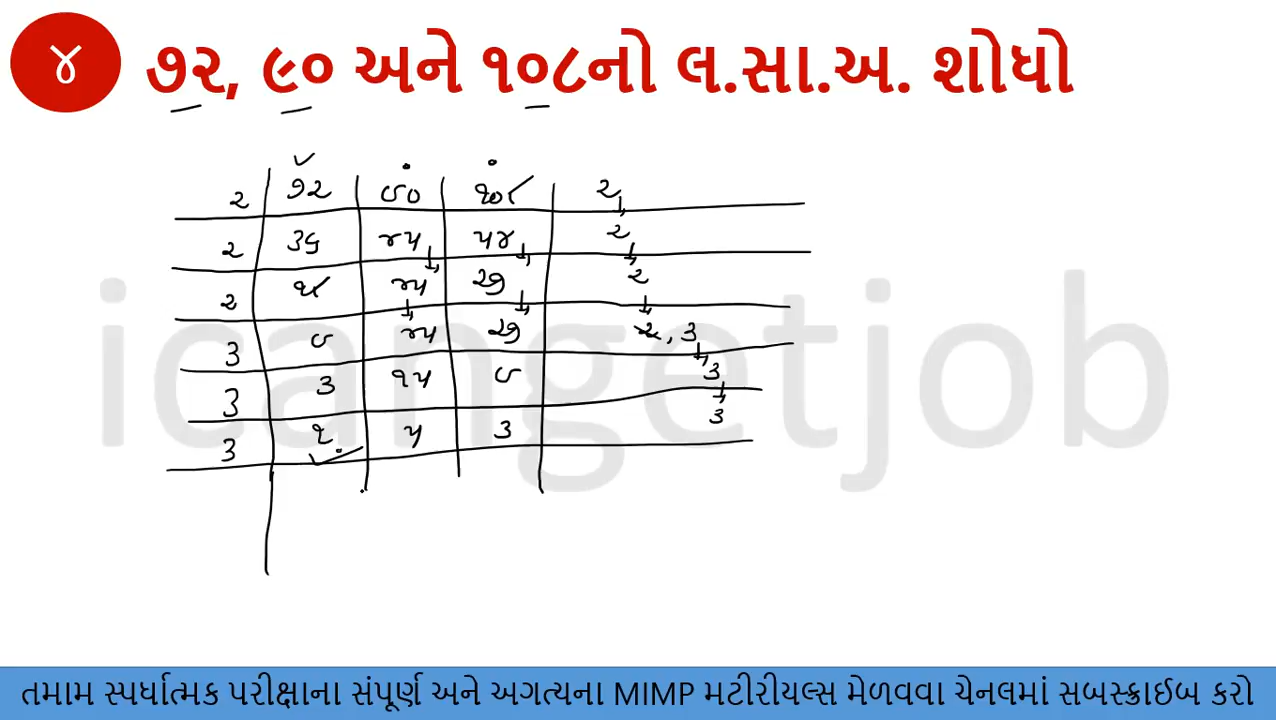 ૪ ૭૨, ૯૦ અને ૧૦૮નો લ.સા.અ. શોધો
૨ ૭૨ ૯૦ ૧૦૮ ૨
૨ ૩૬ ૪૫ ૫૪ ૨
૨ ૧૮ ૪૫ ૨૭ ૨
૩ ૯ ૪૫ ૨૭ ૨, ૩
૩ ૩ ૧૫ ૯ ૩
૩ ૧ ૫ ૩ ૩
icangetjob
તમામ સ્પર્ધાત્મક પરીક્ષાના સંપૂર્ણ અને અગત્યના MIMP મટીરીયલ્સ મેળવવા ચેનલમાં સબસ્ક્રાઈબ કરો